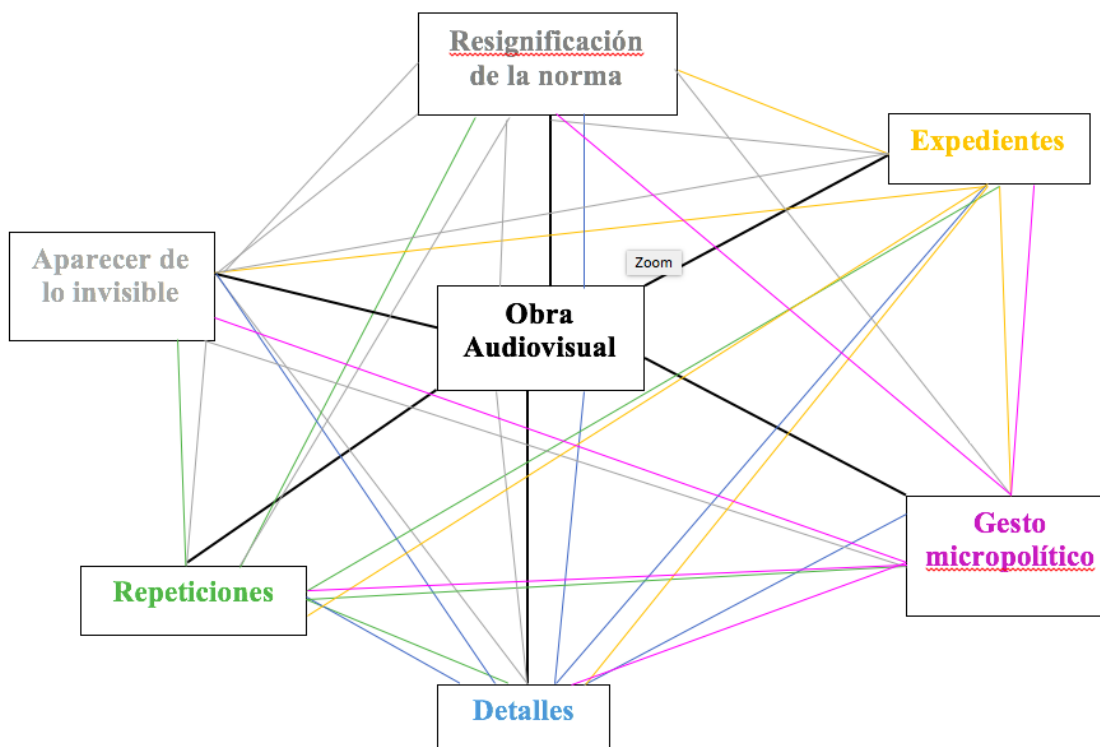 Resignificación
de la norma
Expedientes
Aparecer de
lo invisible
Zoom
Obra
Audiovisual
Gesto
micropolítico
Repeticiones
Detalles